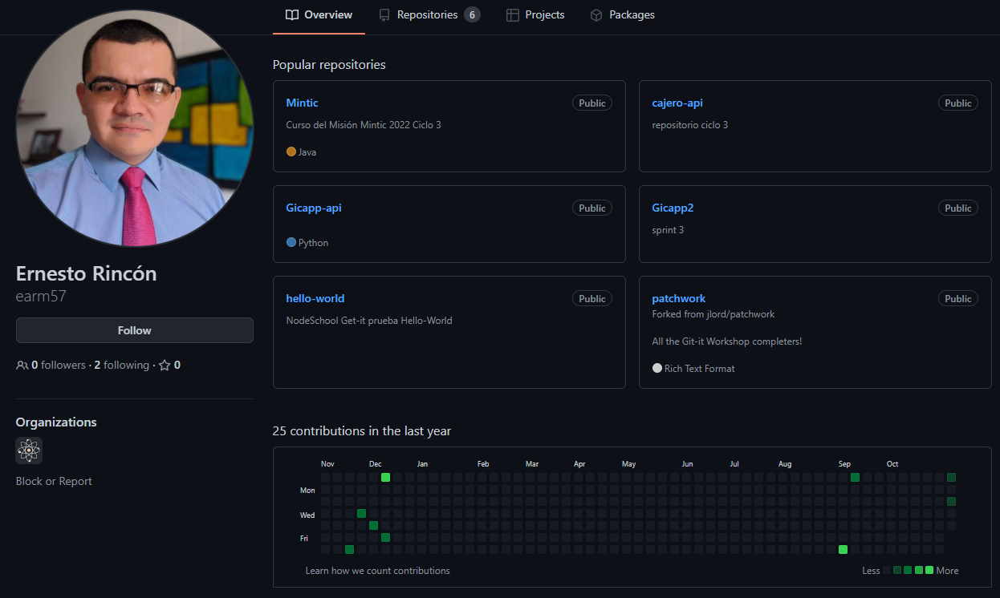 Overview Repositories 6 Projects Packages
Ernesto Rincón
earm57
Follow
0 followers · 2 following · 0
Organizations
Block or Report
Popular repositories
Mintic Public
Curso del Misión Mintic 2022 Ciclo 3
Java
cajero-api Public
repositorio ciclo 3
Gicapp-api Public
Python
Gicapp2 Public
sprint 3
hello-world Public
NodeSchool Get-it prueba Hello-World
patchwork Public
Forked from jlord/patchwork
All the Git-it Workshop completers!
Rich Text Format
25 contributions in the last year
Nov Dec Jan Feb Mar Apr May Jun Jul Aug Sep Oct
Mon
Wed
Fri
Learn how we count contributions
Less More